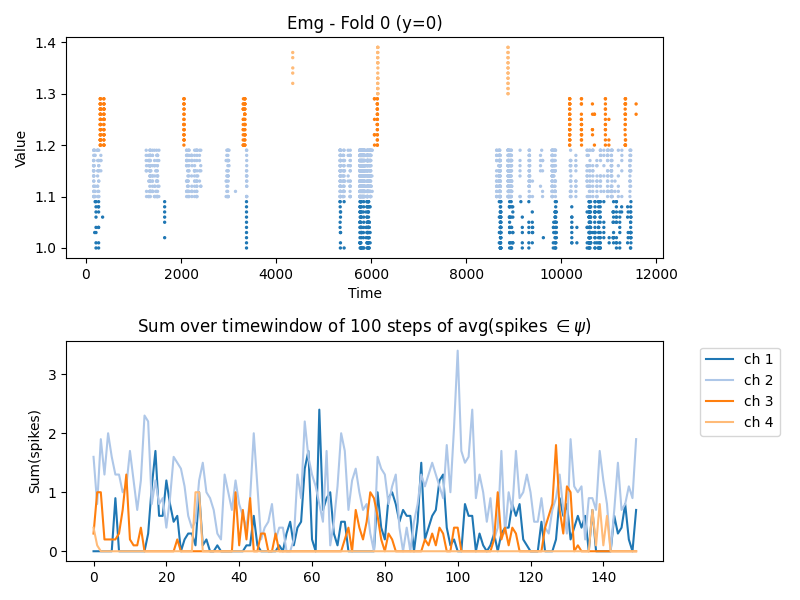 Emg - Fold 0 (y=0)
Value
1.4
1.3
1.2
1.1
1.0
0 2000 4000 6000 8000 10000 12000
Time
Sum over timewindow of 100 steps of avg(spikes ∈ ψ)
Sum(spikes)
3
2
1
0
0 20 40 60 80 100 120 140
ch 1
ch 2
ch 3
ch 4